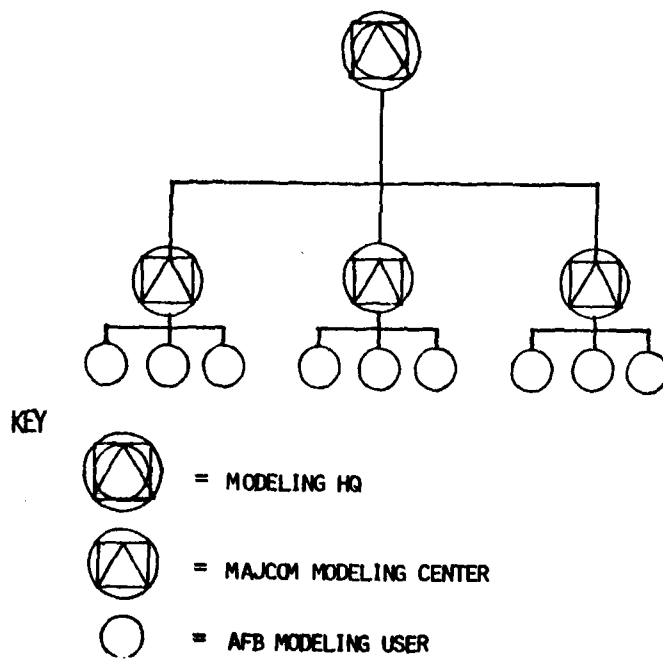 KEY
= MODELING HQ
= MAJCOM MODELING CENTER
= AFB MODELING USER